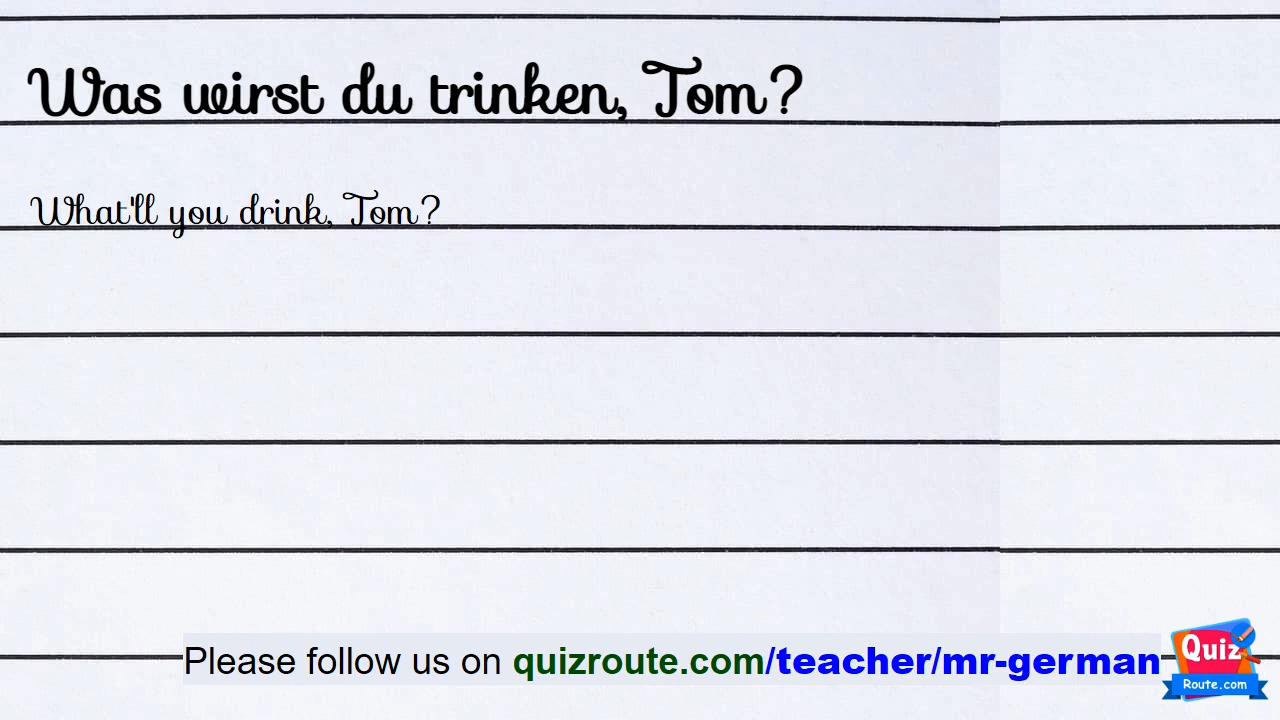 Was wirst du trinken, Tom?
What'll you drink, Tom?
Please follow us on quizroute.com/teacher/mr-german
Quiz
Route.com